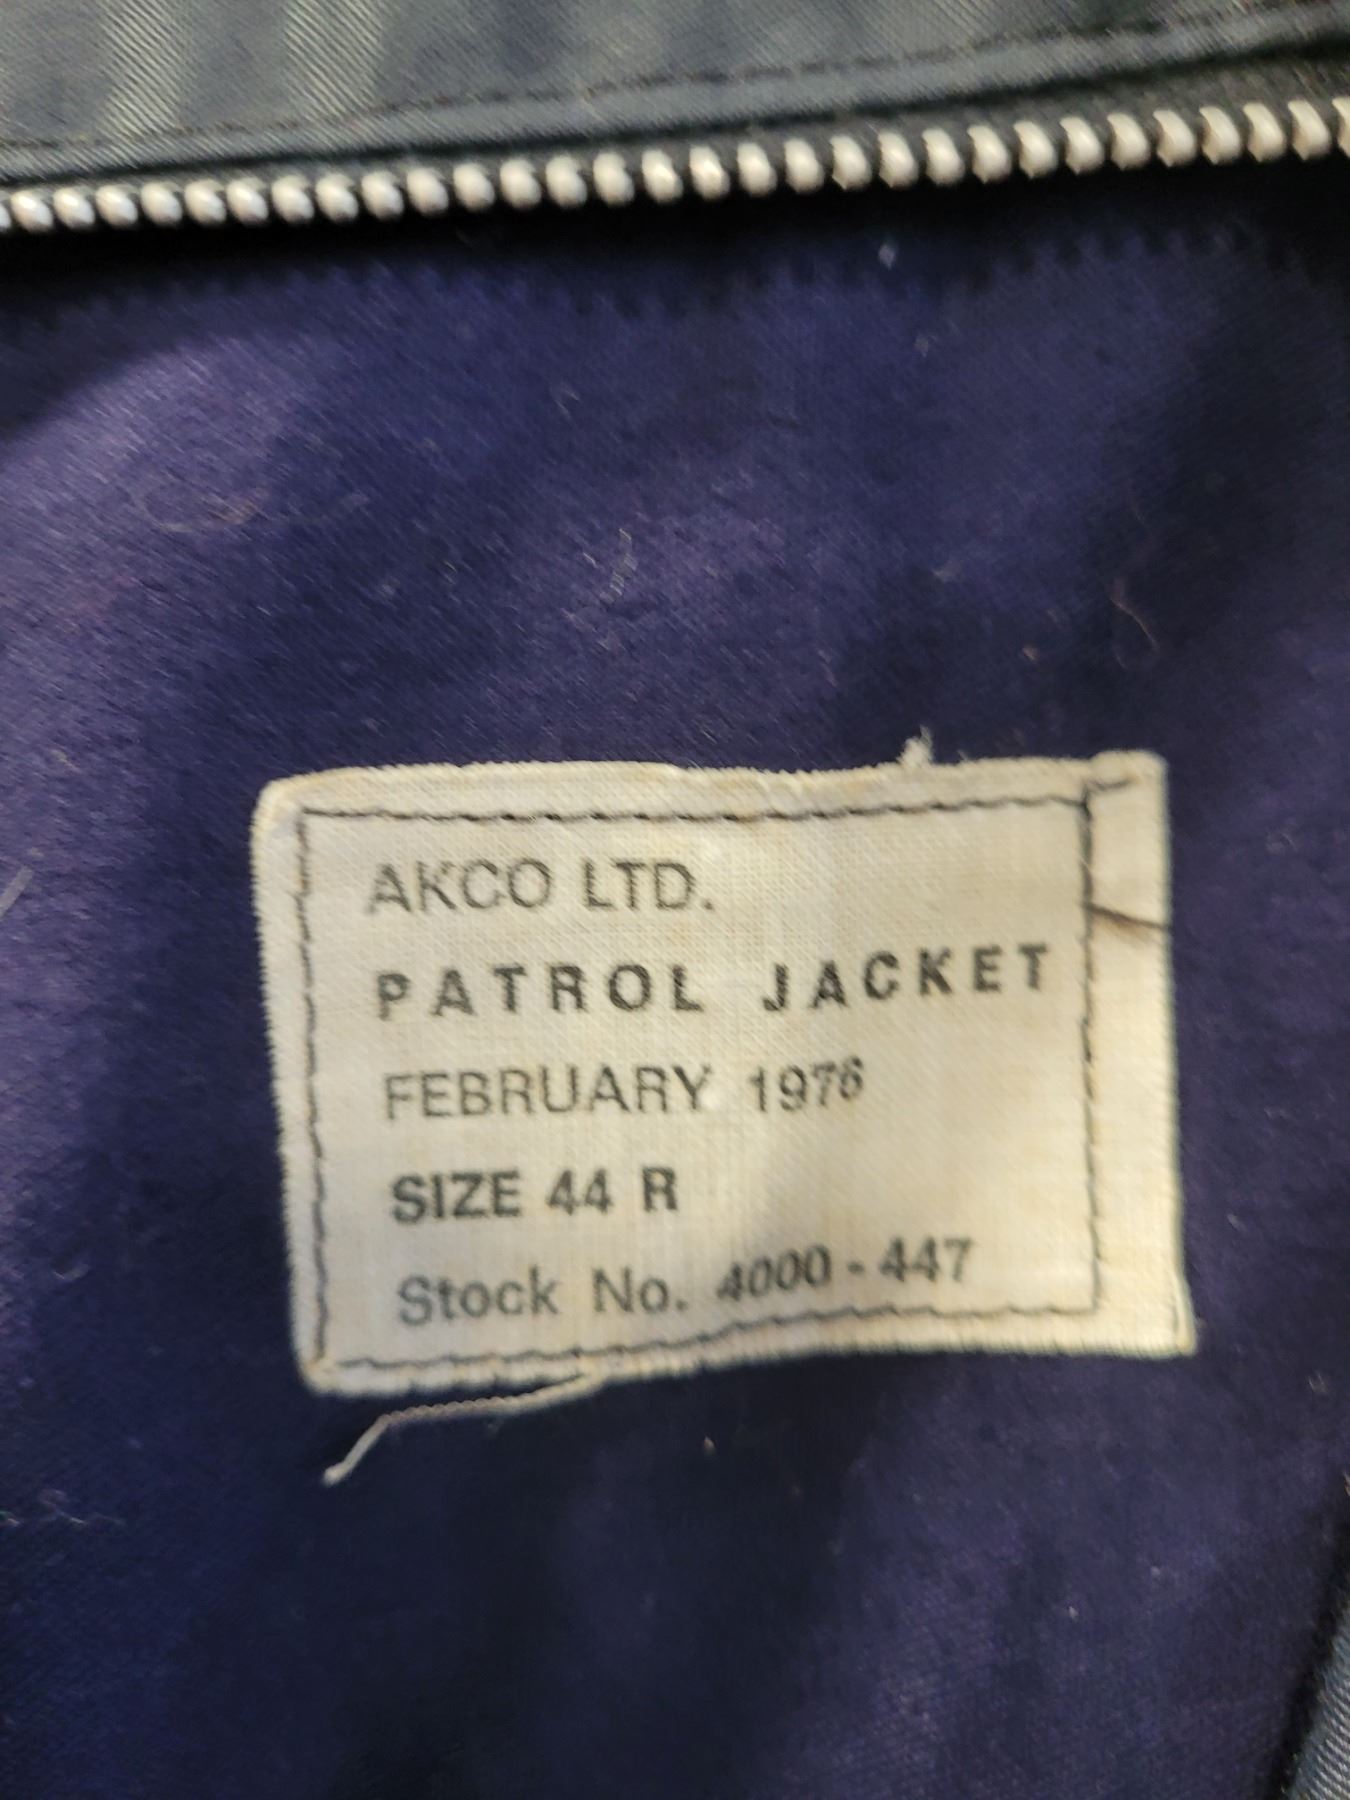 AKCO LTD.
PATROL JACKET
FEBRUARY 1976
SIZE 44 R
Stock No. 4000-447